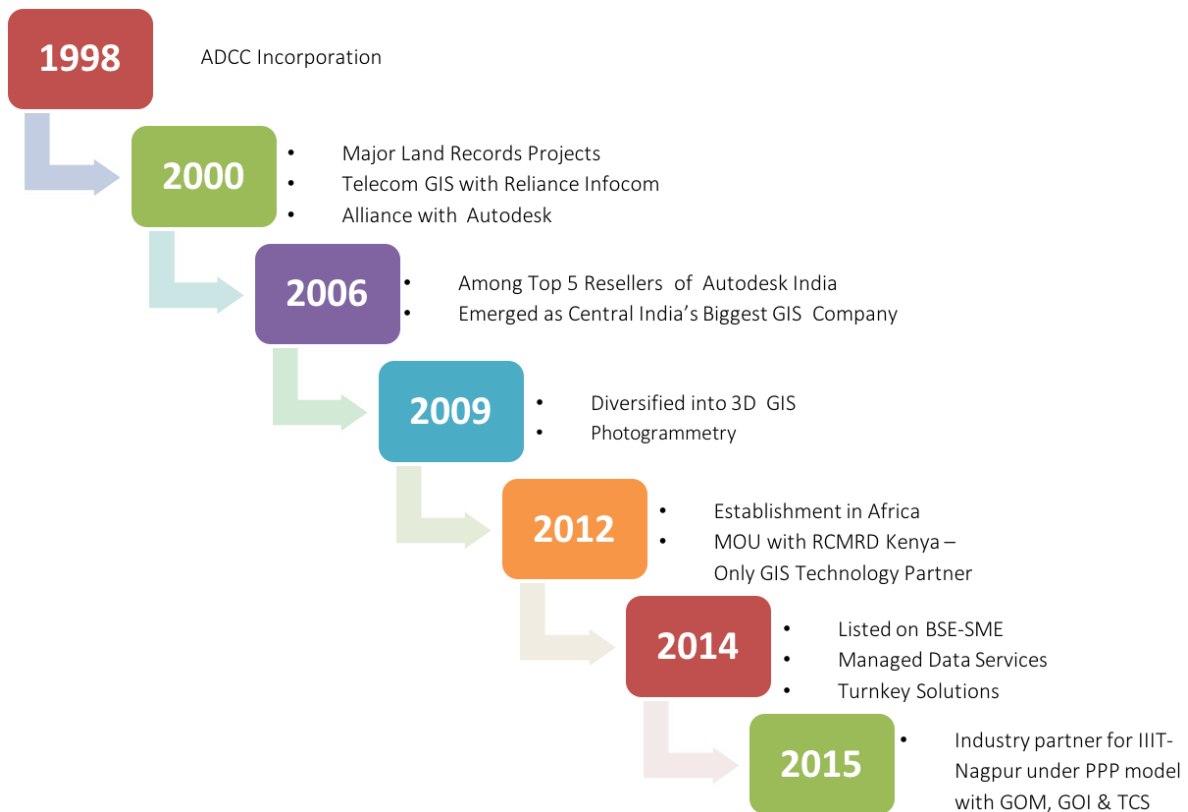 1998
ADCC Incorporation
2000
• Major Land Records Projects
• Telecom GIS with Reliance Infocom
• Alliance with Autodesk
2006
• Among Top 5 Resellers of Autodesk India
• Emerged as Central India’s Biggest GIS Company
2009
• Diversified into 3D GIS
• Photogrammetry
2012
• Establishment in Africa
• MOU with RCMRD Kenya –
Only GIS Technology Partner
2014
• Listed on BSE-SME
• Managed Data Services
• Turnkey Solutions
2015
• Industry partner for IIIT-
Nagpur under PPP model
with GOM, GOI & TCS